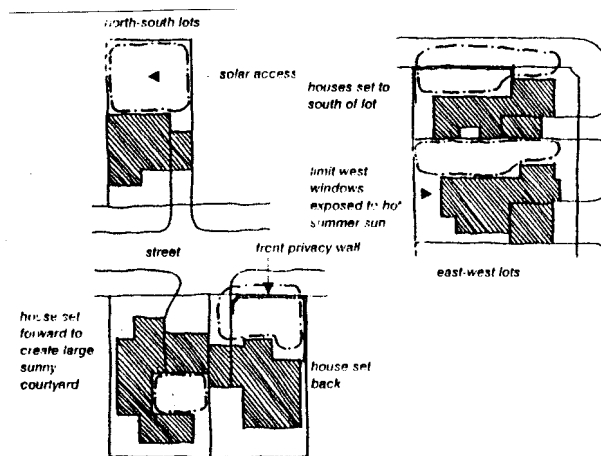 north-south lots
solar access
houses set to
south of lot
limit west
windows
exposed to hot
summer sun
street
front privacy wall
east-west lots
house set
forward to
create large
sunny
courtyard
house set
back